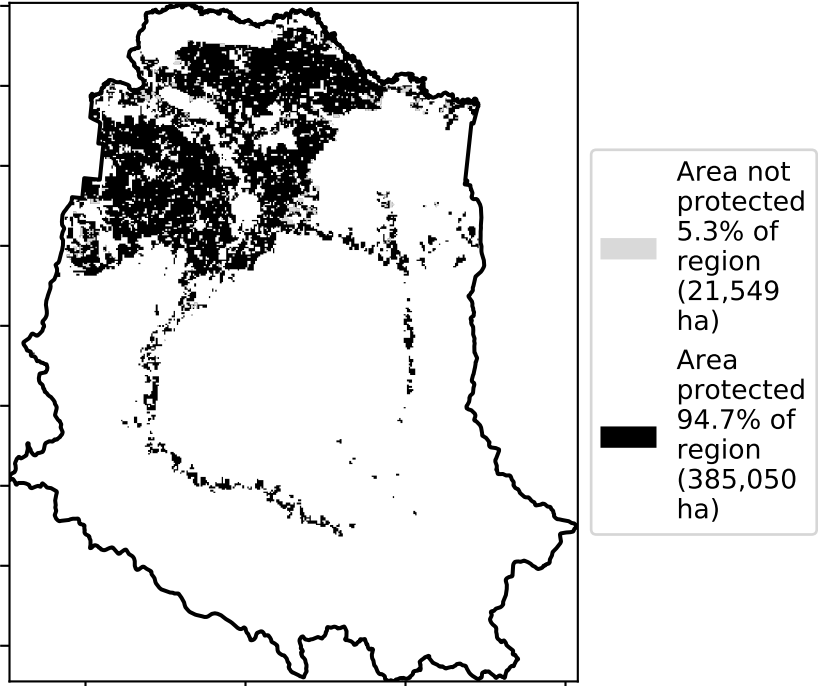 Area not
protected
5.3% of
region
(21,549
ha)
Area
protected
94.7% of
region
(385,050
ha)